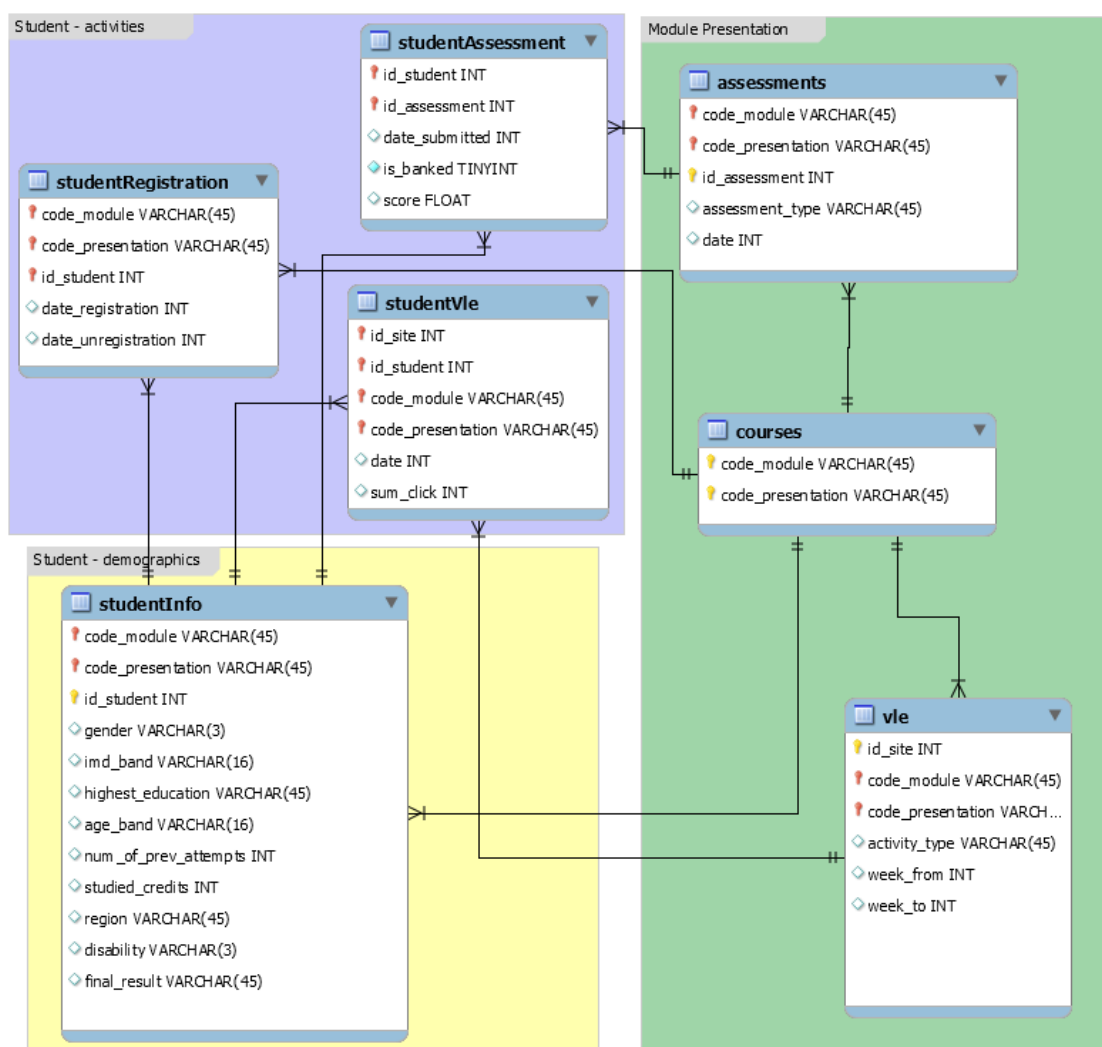 Student - activities
studentAssessment
id_student INT
id_assessment INT
date_submitted INT
is_banked TINYINT
score FLOAT
studentRegistration
code_module VARCHAR(45)
code_presentation VARCHAR(45)
id_student INT
date_registration INT
date_unregistration INT
studentVle
id_site INT
id_student INT
code_module VARCHAR(45)
code_presentation VARCHAR(45)
date INT
sum_click INT
Student - demographics
studentInfo
code_module VARCHAR(45)
code_presentation VARCHAR(45)
id_student INT
gender VARCHAR(3)
imd_band VARCHAR(16)
highest_education VARCHAR(45)
age_band VARCHAR(16)
num_of_prev_attempts INT
studied_credits INT
region VARCHAR(45)
disability VARCHAR(3)
final_result VARCHAR(45)
Module Presentation
assessments
code_module VARCHAR(45)
code_presentation VARCHAR(45)
id_assessment INT
assessment_type VARCHAR(45)
date INT
courses
code_module VARCHAR(45)
code_presentation VARCHAR(45)
vle
id_site INT
code_module VARCHAR(45)
code_presentation VARCH...
activity_type VARCHAR(45)
week_from INT
week_to INT